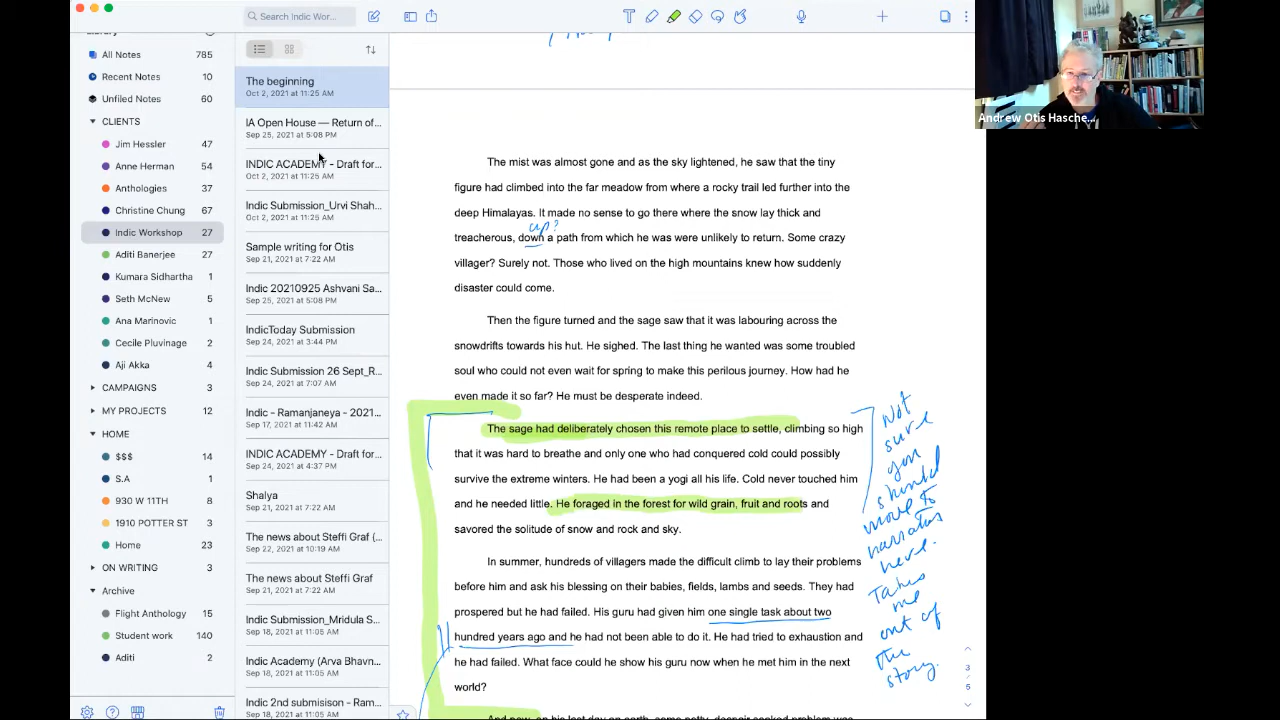 Search Indic Wor...
All Notes 785
Recent Notes 10
Unfiled Notes 60
CLIENTS
Jim Hessler 47
Anne Herman 54
Anthologies 37
Christine Chung 67
Indic Workshop 27
Aditi Banerjee 27
Kumara Sidhartha 1
Seth McNew 5
Ana Marinovic 1
Cecile Pluvinage 2
Aji Akka 4
CAMPAIGNS 3
MY PROJECTS 12
HOME
$$$ 14
S.A 1
930 W 11TH 8
1910 POTTER ST 3
Home 23
ON WRITING 3
Archive
Flight Anthology 15
Student work 140
Aditi 2
The beginning
Oct 2, 2021 at 11:25 AM
IA Open House — Return of...
Sep 25, 2021 at 5:08 PM
INDIC ACADEMY - Draft for...
Oct 2, 2021 at 11:25 AM
Indic Submission_Urvi Shah...
Oct 2, 2021 at 11:25 AM
Sample writing for Otis
Sep 21, 2021 at 7:22 AM
Indic 20210925 Ashvani Sa...
Sep 25, 2021 at 5:08 PM
IndicToday Submission
Sep 24, 2021 at 3:44 PM
Indic Submission 26 Sept_R...
Sep 24, 2021 at 7:07 AM
Indic - Ramanjaneya - 2021...
Sep 17, 2021 at 11:42 AM
INDIC ACADEMY - Draft for...
Sep 24, 2021 at 4:37 PM
Shalya
Sep 21, 2021 at 7:22 AM
The news about Steffi Graf (...
Sep 22, 2021 at 10:19 AM
The news about Steffi Graf
Sep 21, 2021 at 7:22 AM
Indic Submission_Mridula S...
Sep 18, 2021 at 11:05 AM
Indic Academy (Arva Bhavn...
Sep 18, 2021 at 11:05 AM
Indic 2nd submisison - Ram...
Sep 18, 2021 at 11:05 AM
The mist was almost gone and as the sky lightened, he saw that the tiny
figure had climbed into the far meadow from where a rocky trail led further into the
deep Himalayas. It made no sense to go there where the snow lay thick and
up?
treacherous, down a path from which he was were unlikely to return. Some crazy
villager? Surely not. Those who lived on the high mountains knew how suddenly
disaster could come.
Then the figure turned and the sage saw that it was labouring across the
snowdrifts towards his hut. He sighed. The last thing he wanted was some troubled
soul who could not even wait for spring to make this perilous journey. How had he
even made it so far? He must be desperate indeed.
The sage had deliberately chosen this remote place to settle, climbing so high
that it was hard to breathe and only one who had conquered cold could possibly
survive the extreme winters. He had been a yogi all his life. Cold never touched him
and he needed little. He foraged in the forest for wild grain, fruit and roots and
savored the solitude of snow and rock and sky.
In summer, hundreds of villagers made the difficult climb to lay their problems
before him and ask his blessing on their babies, fields, lambs and seeds. They had
prospered but he had failed. His guru had given him one single task about two
hundred years ago and he had not been able to do it. He had tried to exhaustion and
he had failed. What face could he show his guru now when he met him in the next
world?
And now, on his last day on earth, some petty, despair soaked problem was
Not
sure
you
should
move to
narrator
here.
Takes
me
out of
the
story.
3
/
5
Andrew Otis Hasche...